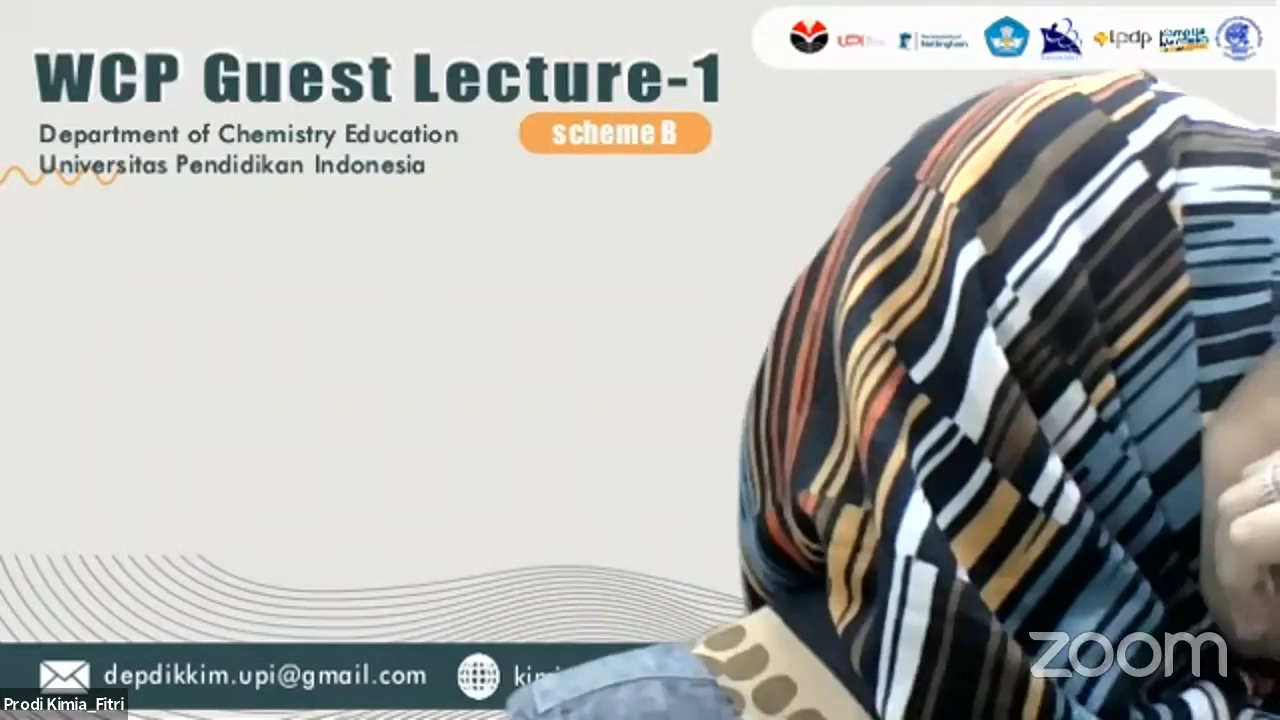 WCP Guest Lecture-1
Department of Chemistry Education
scheme B
Universitas Pendidikan Indonesia
UPI
Nottingham
lpdp
depdikkim.upi@gmail.com
zoom
Prodi Kimia_Fitri